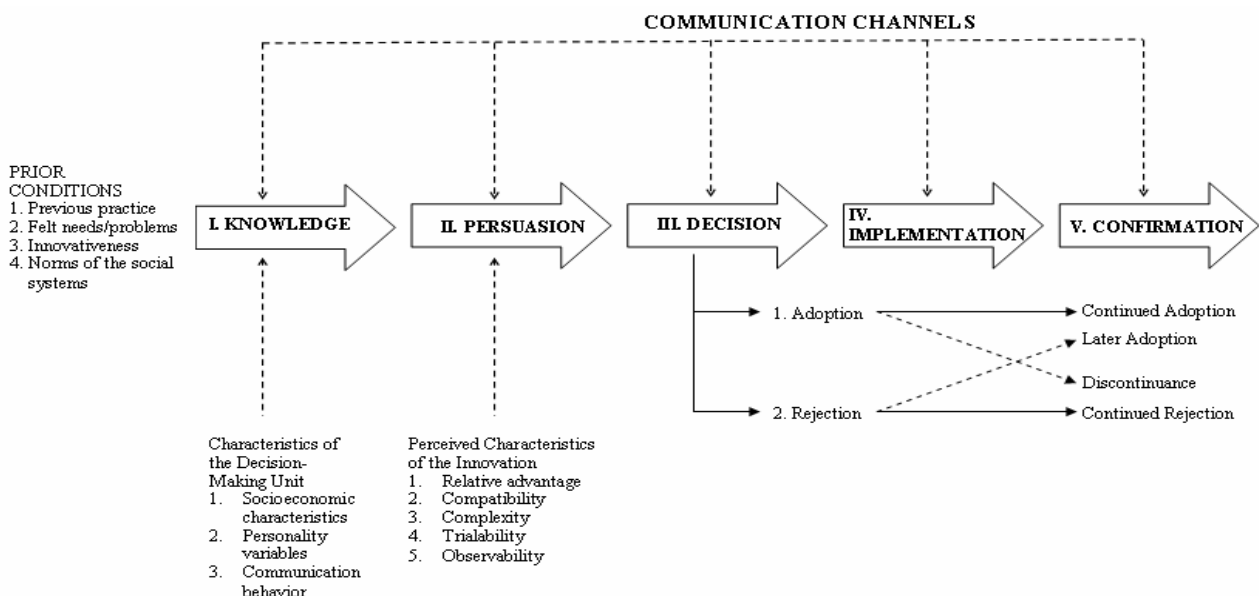 COMMUNICATION CHANNELS
PRIOR
CONDITIONS
1. Previous practice
2. Felt needs/problems
3. Innovativeness
4. Norms of the social
systems
I. KNOWLEDGE
II. PERSUASION
III. DECISION
IV.
IMPLEMENTATION
V. CONFIRMATION
1. Adoption
2. Rejection
Continued Adoption
Later Adoption
Discontinuance
Continued Rejection
Characteristics of
the Decision-
Making Unit
1. Socioeconomic
characteristics
2. Personality
variables
3. Communication
behavior
Perceived Characteristics
of the Innovation
1. Relative advantage
2. Compatibility
3. Complexity
4. Trialability
5. Observability